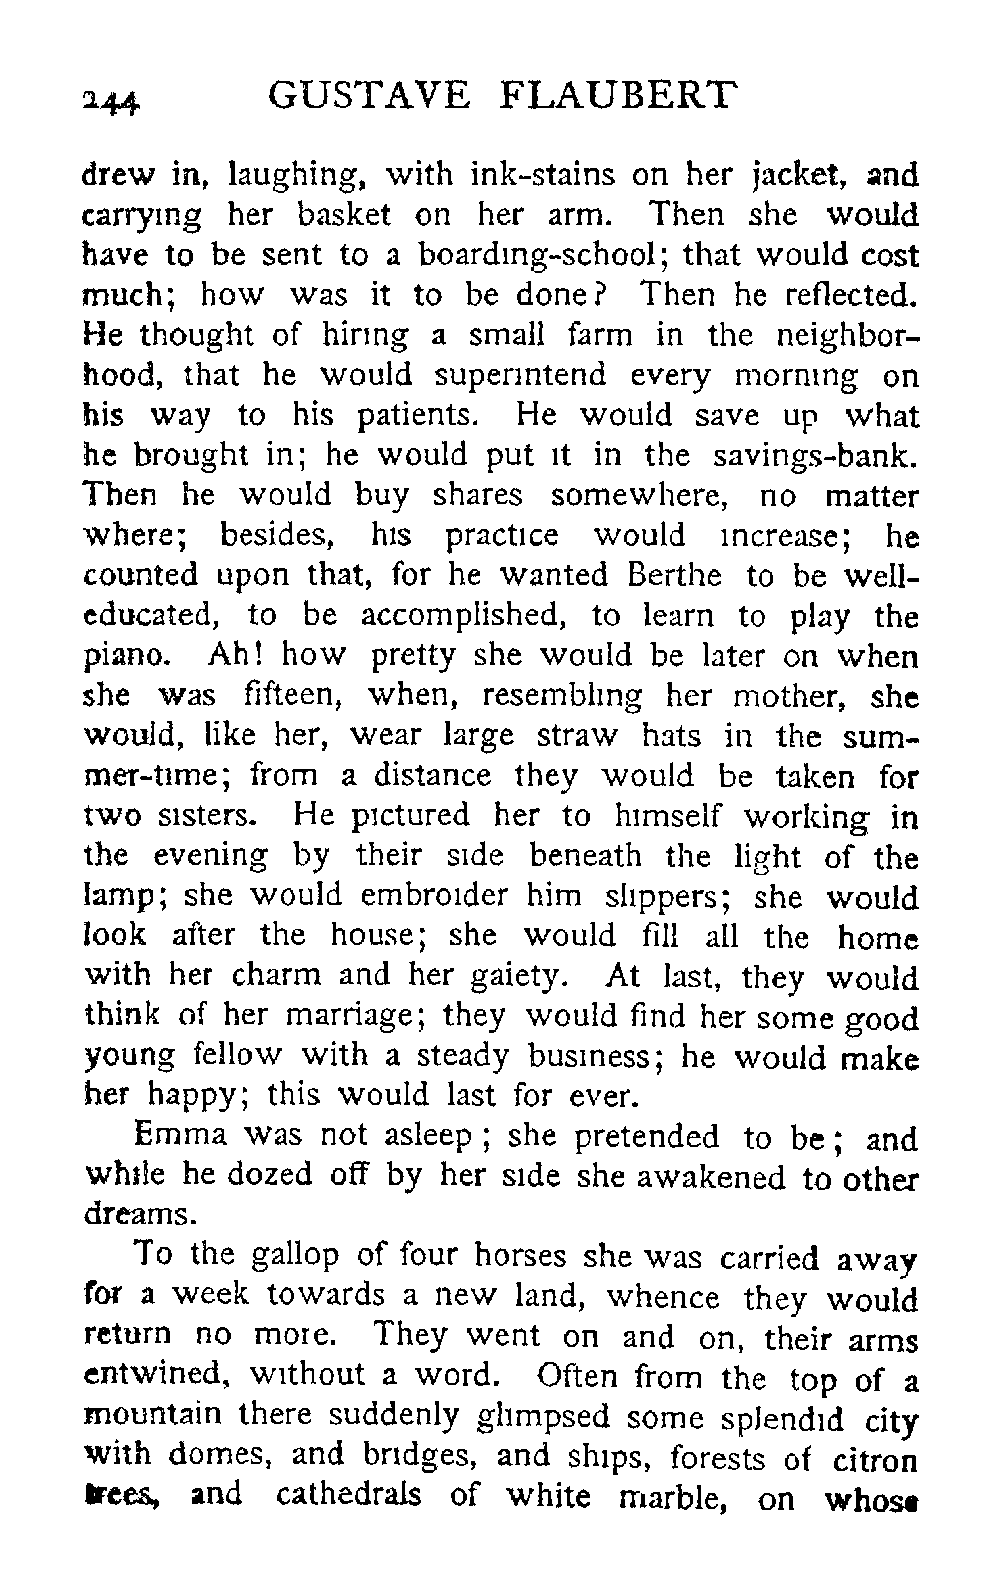 244 GUSTAVE FLAUBERT
drew in, laughing, with ink-stains on her jacket, and
carrying her basket on her arm. Then she would
have to be sent to a boarding-school; that would cost
much; how was it to be done? Then he reflected.
He thought of hiring a small farm in the neighbor-
hood, that he would superintend every morning on
his way to his patients. He would save up what
he brought in; he would put it in the savings-bank.
Then he would buy shares somewhere, no matter
where; besides, his practice would increase; he
counted upon that, for he wanted Berthe to be well-
educated, to be accomplished, to learn to play the
piano. Ah! how pretty she would be later on when
she was fifteen, when, resembling her mother, she
would, like her, wear large straw hats in the sum-
mer-time; from a distance they would be taken for
two sisters. He pictured her to himself working in
the evening by their side beneath the light of the
lamp; she would embroider him slippers; she would
look after the house; she would fill all the home
with her charm and her gaiety. At last, they would
think of her marriage; they would find her some good
young fellow with a steady business; he would make
her happy; this would last for ever.
Emma was not asleep; she pretended to be; and
while he dozed off by her side she awakened to other
dreams.
To the gallop of four horses she was carried away
for a week towards a new land, whence they would
return no more. They went on and on, their arms
entwined, without a word. Often from the top of a
mountain there suddenly glimpsed some splendid city
with domes, and bridges, and ships, forests of citron
trees, and cathedrals of white marble, on whose